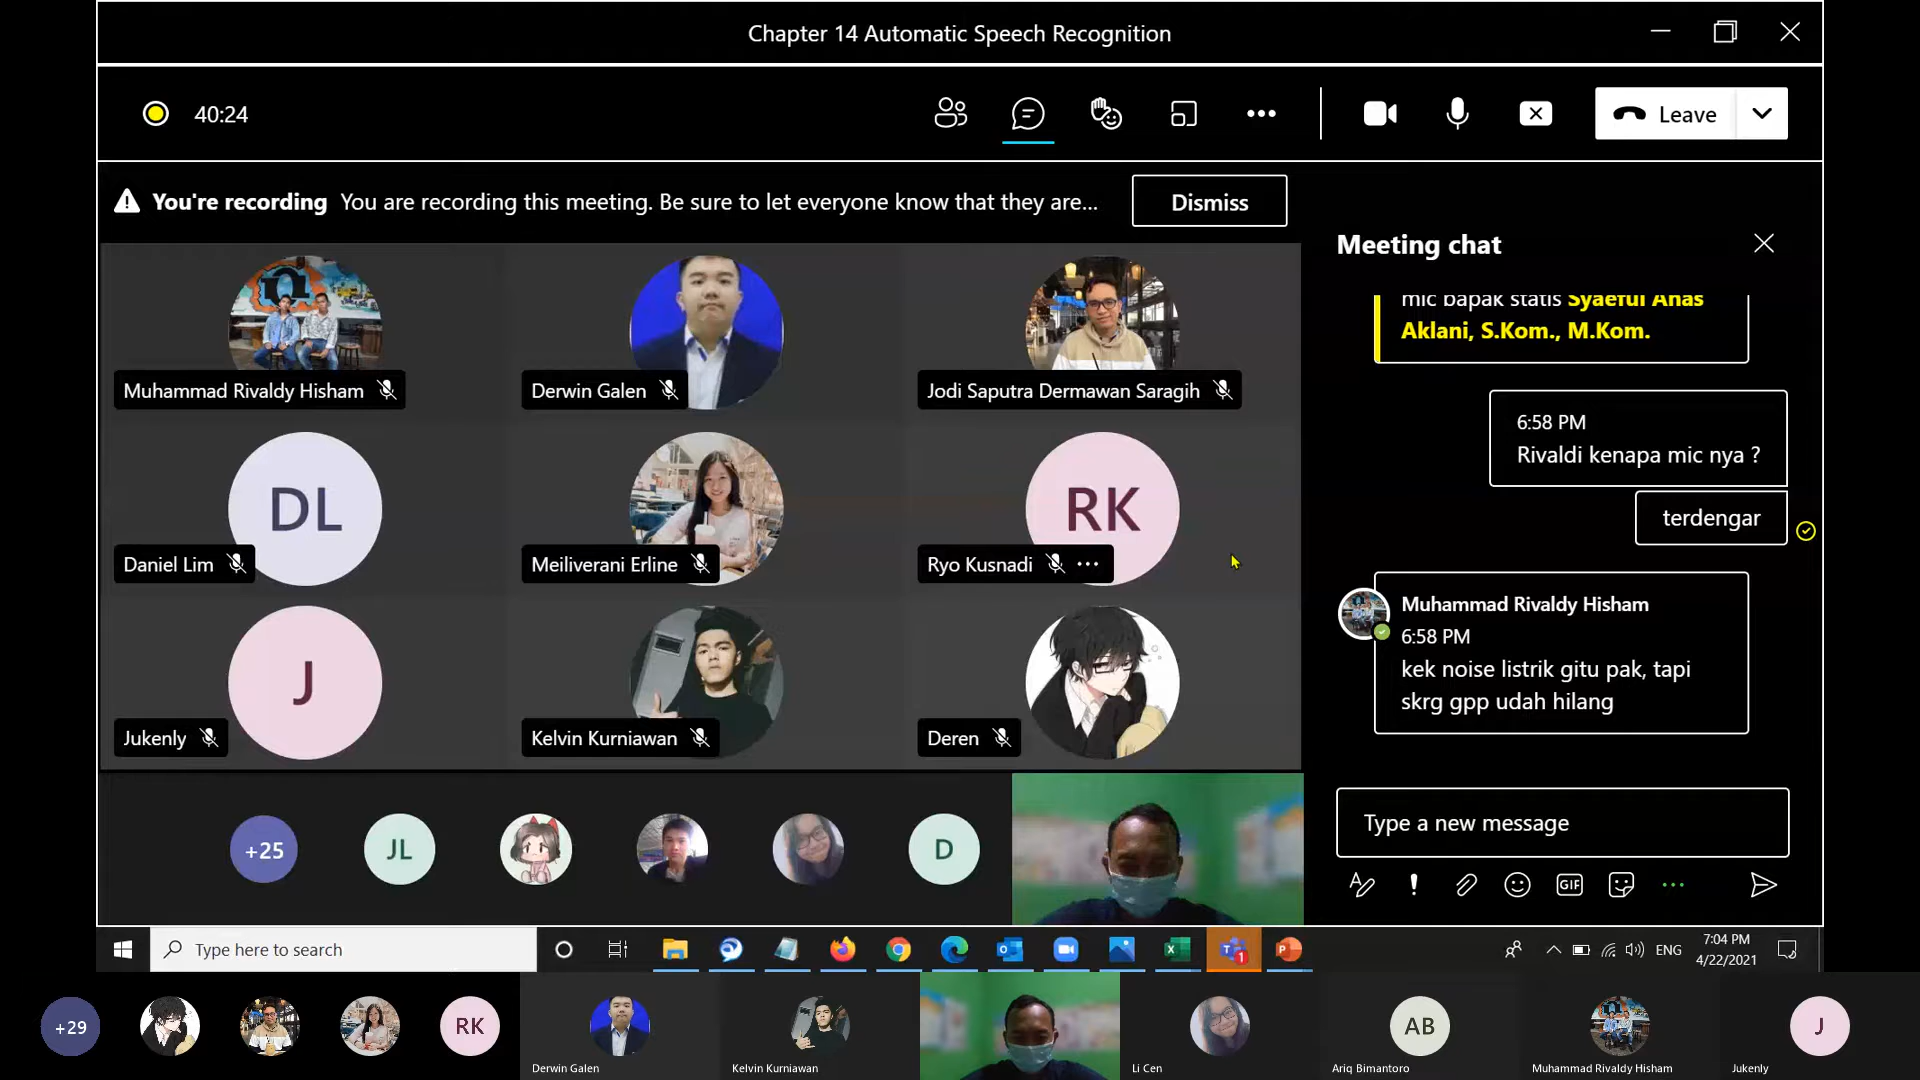 Chapter 14 Automatic Speech Recognition
40:24
Leave
You're recording You are recording this meeting. Be sure to let everyone know that they are...
Dismiss
Muhammad Rivaldy Hisham
Derwin Galen
Jodi Saputra Dermawan Saragih
DL
Daniel Lim
Meiliverani Erline
RK
Ryo Kusnadi
J
Jukenly
Kelvin Kurniawan
Deren
+25
JL
D
Meeting chat
mic bapak statis Syaeful Anas
Aklani, S.Kom., M.Kom.
6:58 PM
Rivaldi kenapa mic nya ?
terdengar
Muhammad Rivaldy Hisham
6:58 PM
kek noise listrik gitu pak, tapi
skrg gpp udah hilang
Type a new message
GIF
Type here to search
1
ENG
7:04 PM
4/22/2021
+29
RK
Derwin Galen
Kelvin Kurniawan
Li Cen
AB
Ariq Bimantoro
Muhammad Rivaldy Hisham
J
Jukenly